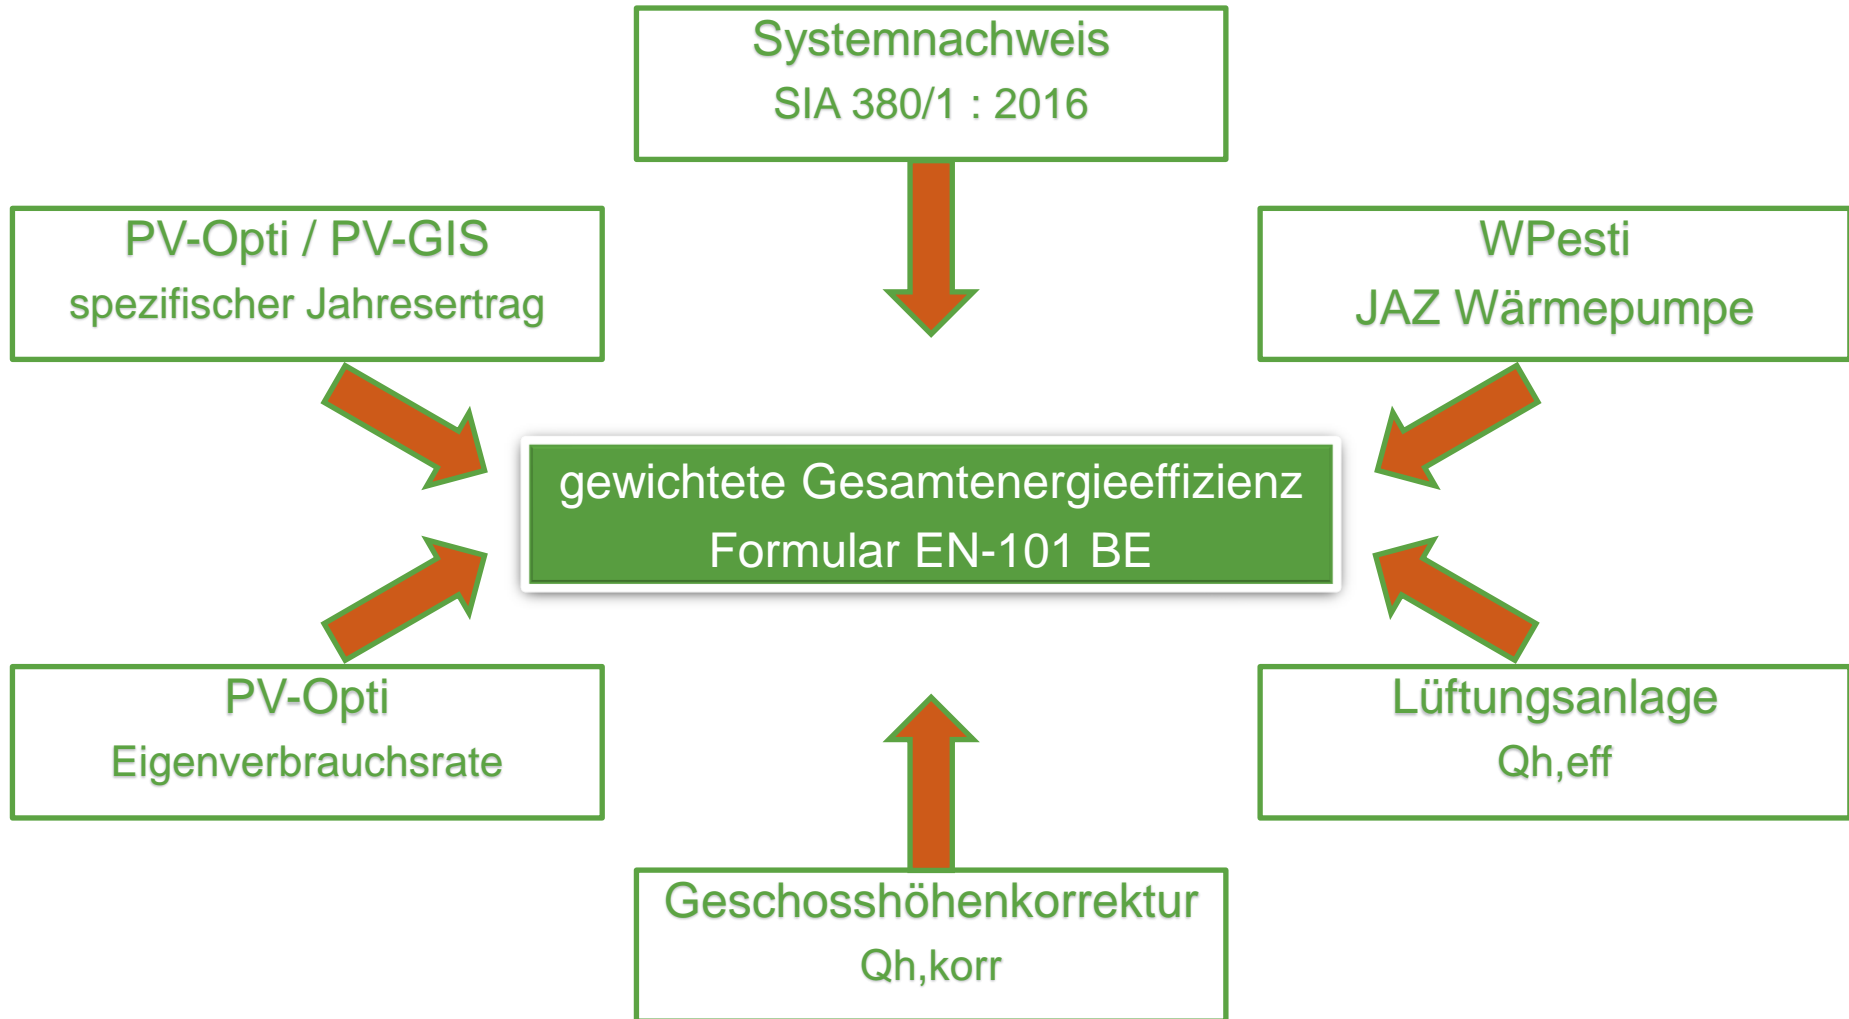 Systemnachweis
SIA 380/1 : 2016
PV-Opti / PV-GIS
spezifischer Jahresertrag
WPesti
JAZ Wärmepumpe
gewichtete Gesamtenergieeffizienz
Formular EN-101 BE
PV-Opti
Eigenverbrauchsrate
Lüftungsanlage
Qh,eff
Geschosshöhenkorrektur
Qh,korr